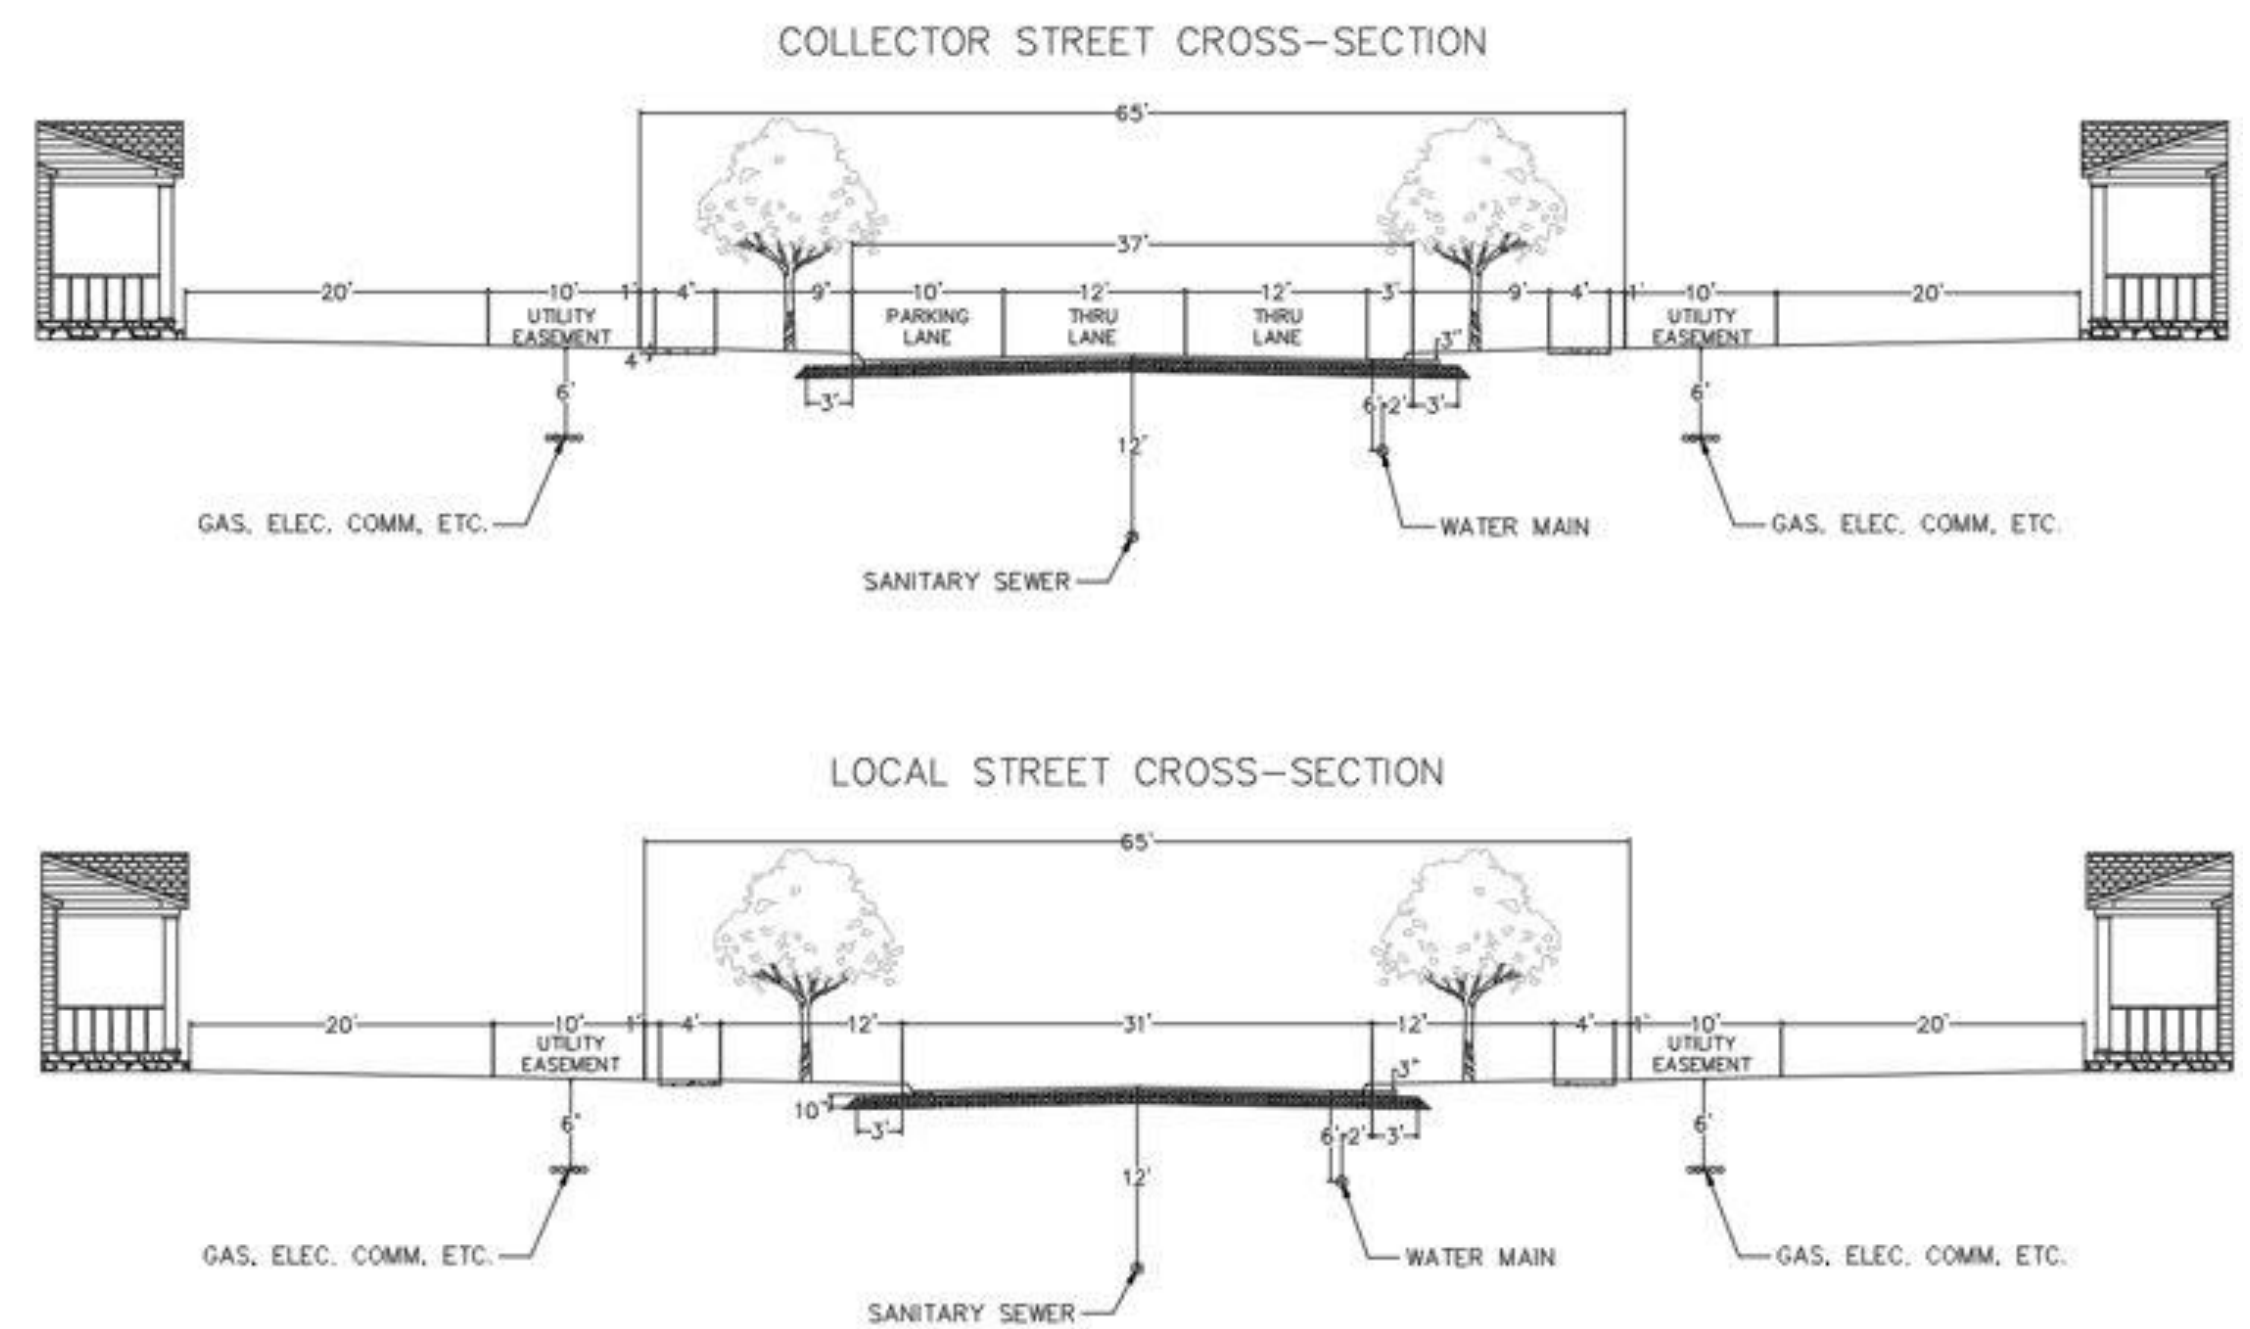 COLLECTOR STREET CROSS-SECTION
65'
37'
20' 10' 1' 4' 9' 10' 12' 12' 3' 9' 4' 1' 10' 20'
UTILITY EASEMENT
PARKING LANE
THRU LANE
THRU LANE
UTILITY EASEMENT
3"
4"
6'
3'
6' 2' 3'
6'
12'
GAS, ELEC. COMM, ETC.
WATER MAIN
GAS, ELEC. COMM, ETC.
SANITARY SEWER
LOCAL STREET CROSS-SECTION
65'
20' 10' 1' 4' 12' 31' 12' 4' 1' 10' 20'
UTILITY EASEMENT
UTILITY EASEMENT
3"
10"
6'
3'
6' 2' 3'
6'
12'
GAS, ELEC. COMM, ETC.
WATER MAIN
GAS, ELEC. COMM, ETC.
SANITARY SEWER